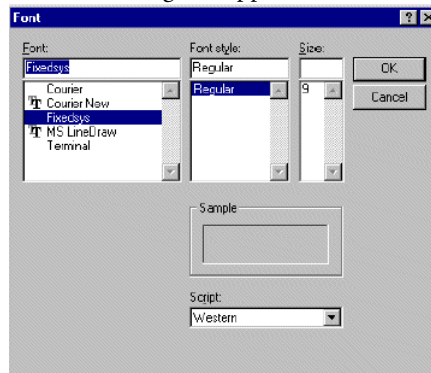 Font
Font: Font style: Size:
Fixedsys Regular
OK
Courier Regular 9
Courier New
Cancel
Fixedsys
MS LineDraw
Terminal
Sample
Script:
Western